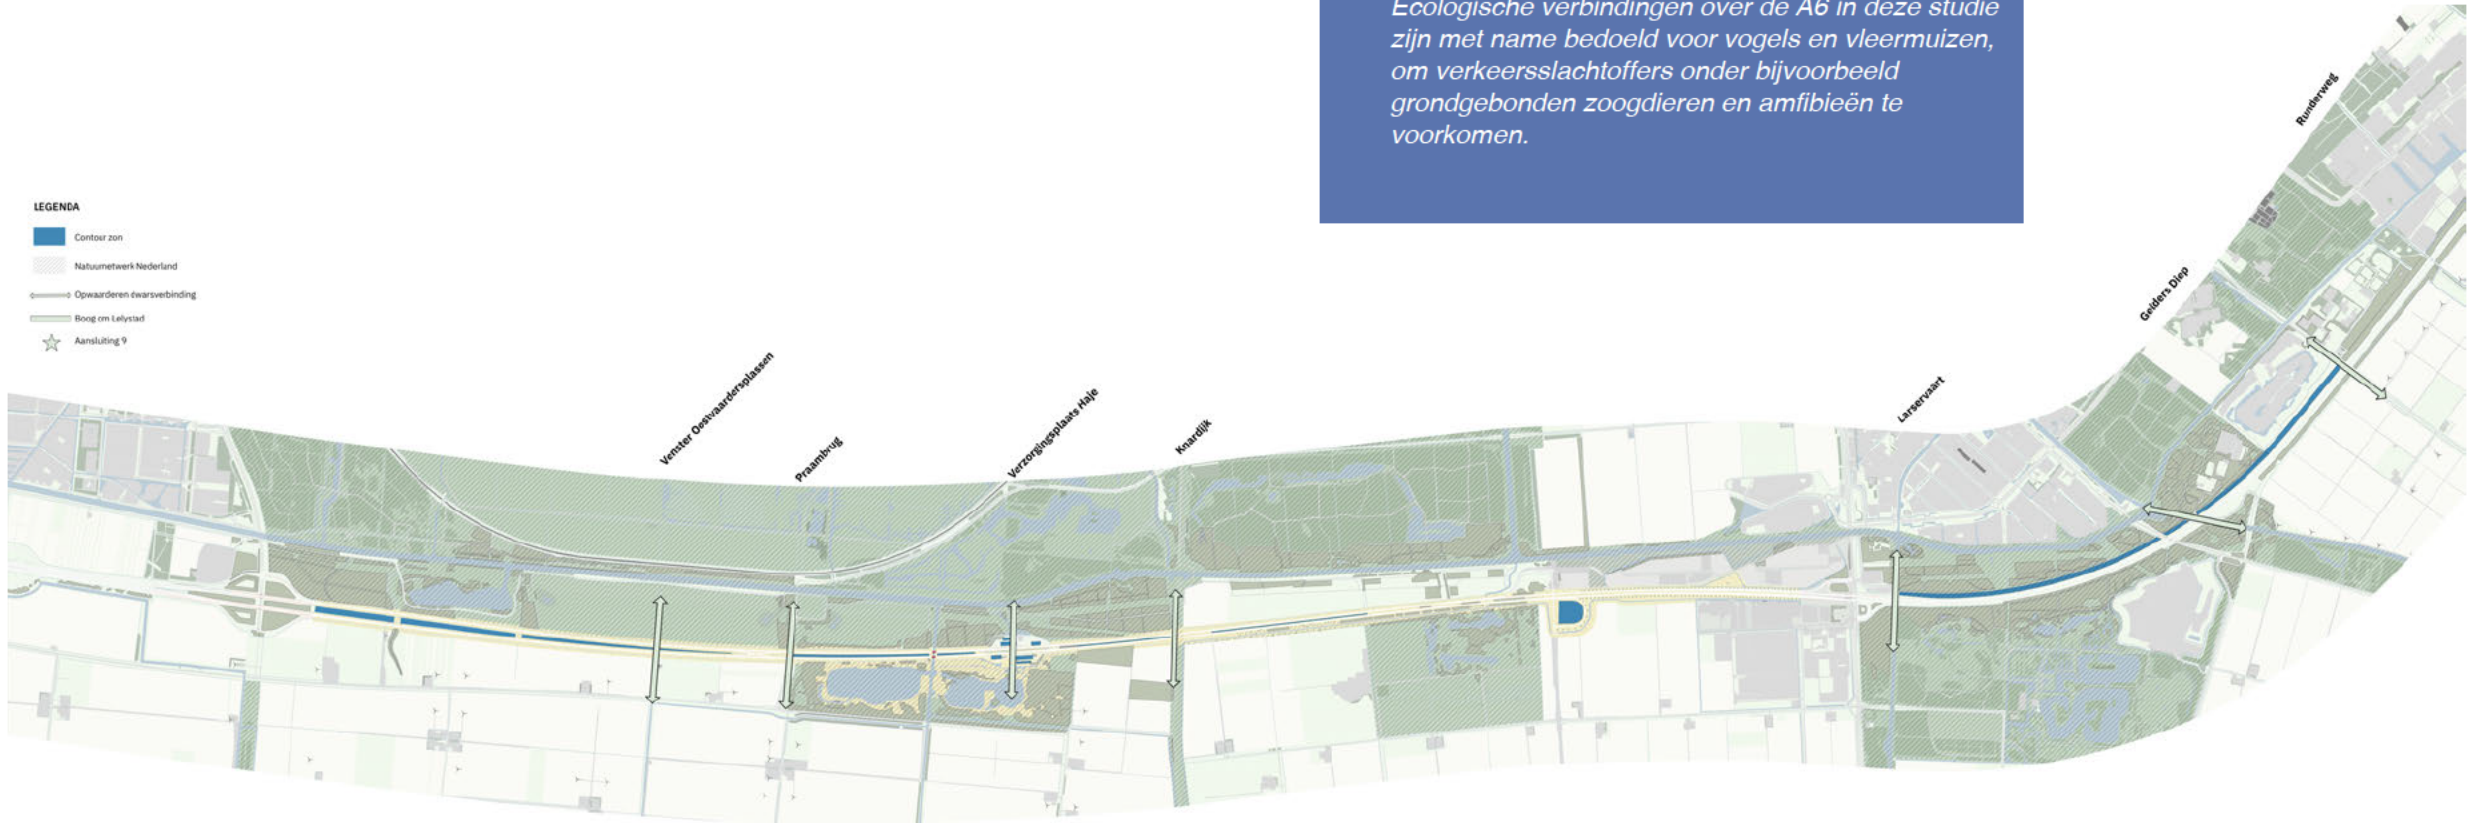 Ecologische verbindingen over de A6 in deze studie
zijn met name bedoeld voor vogels en vleermuizen,
om verkeersslachtoffers onder bijvoorbeeld
grondgebonden zoogdieren en amfibieën te
voorkomen.
LEGENDA
Contour zon
Natuurnetwerk Nederland
Opwaarderen dwarsverbinding
Boog om Lelystad
Aansluiting 9
Venster Oostvaardersplassen
Praambrug
Verzorgingsplaats Haje
Knardijk
Larservaart
Gelders Diep
Runderweg